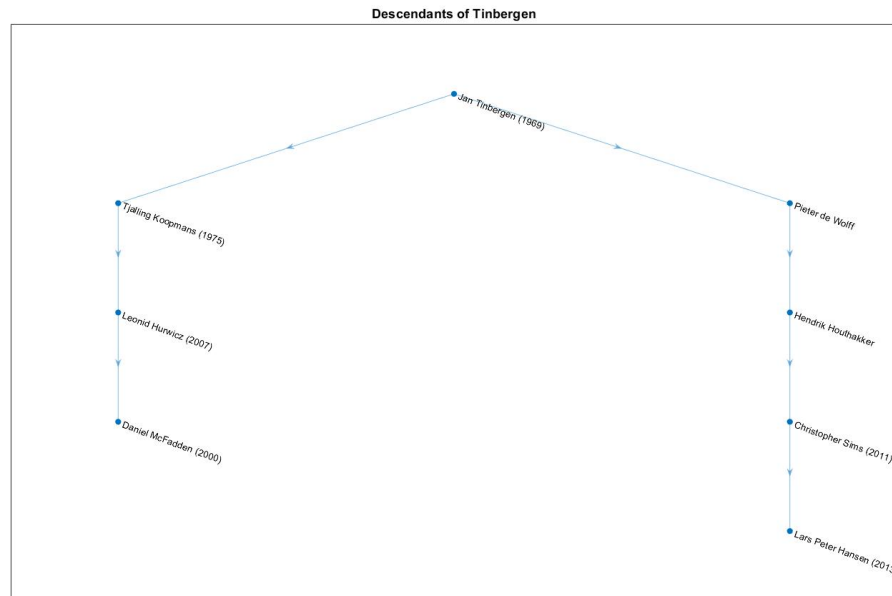 Descendants of Tinbergen
Jan Tinbergen (1969)
Tjalling Koopmans (1975)
Pieter de Wolff
Leonid Hurwicz (2007)
Hendrik Houthakker
Daniel McFadden (2000)
Christopher Sims (2011)
Lars Peter Hansen (2013